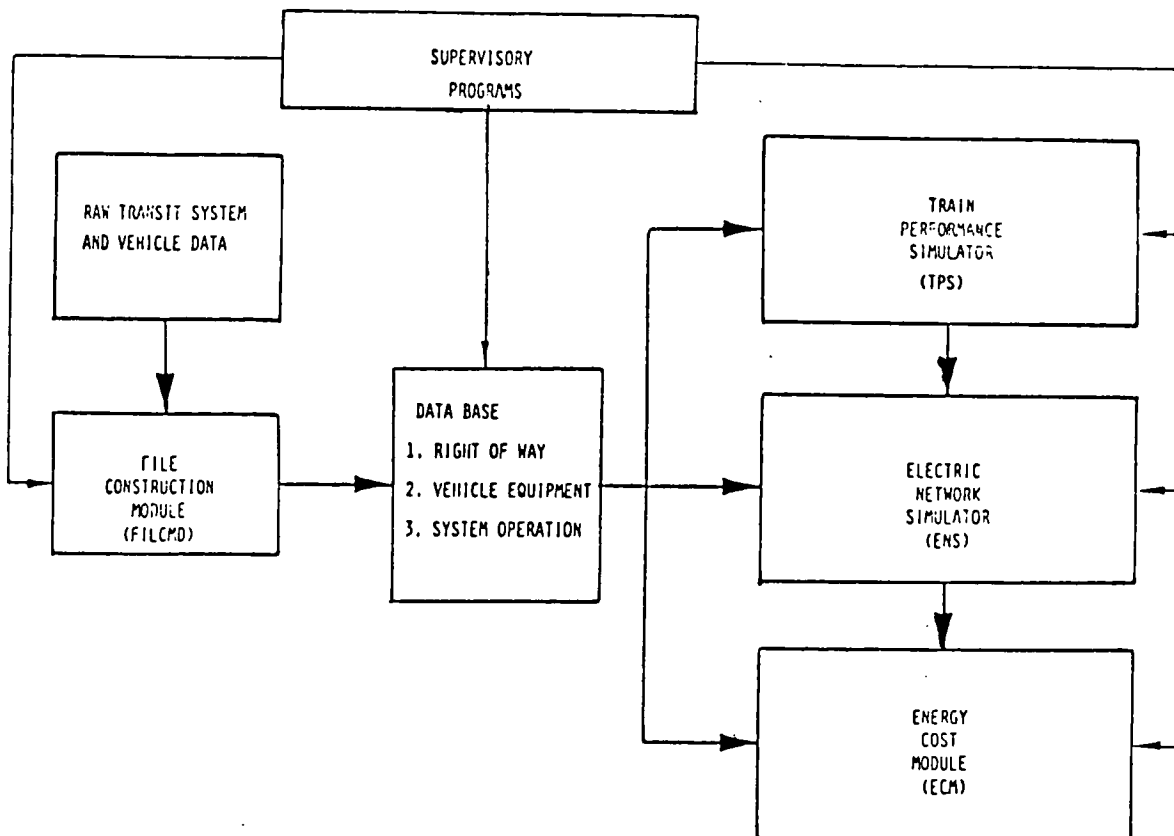 SUPERVISORY
PROGRAMS
RAW TRANSIT SYSTEM
AND VEHICLE DATA
TRAIN
PERFORMANCE
SIMULATOR
(TPS)
FILE
CONSTRUCTION
MODULE
(FILCMD)
DATA BASE
1. RIGHT OF WAY
2. VEHICLE EQUIPMENT
3. SYSTEM OPERATION
ELECTRIC
NETWORK
SIMULATOR
(ENS)
ENERGY
COST
MODULE
(ECM)